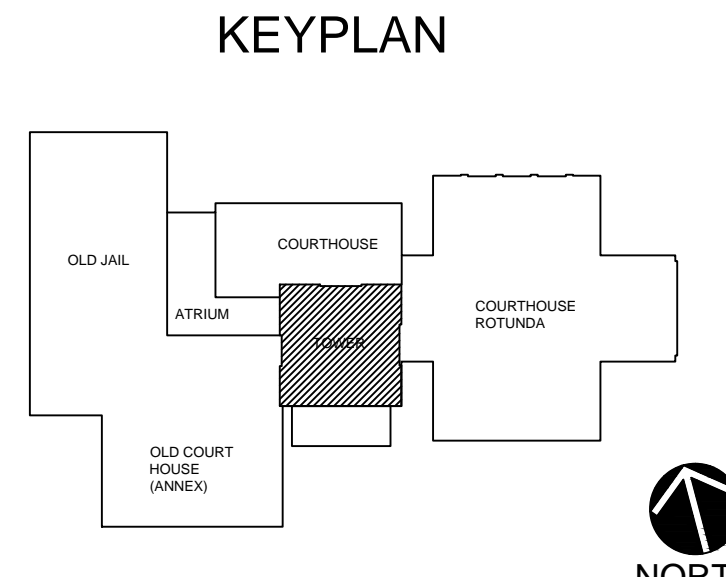 KEYPLAN
OLD JAIL
COURTHOUSE
ATRIUM
TOWER
COURTHOUSE
ROTUNDA
OLD COURT
HOUSE
(ANNEX)
NORT